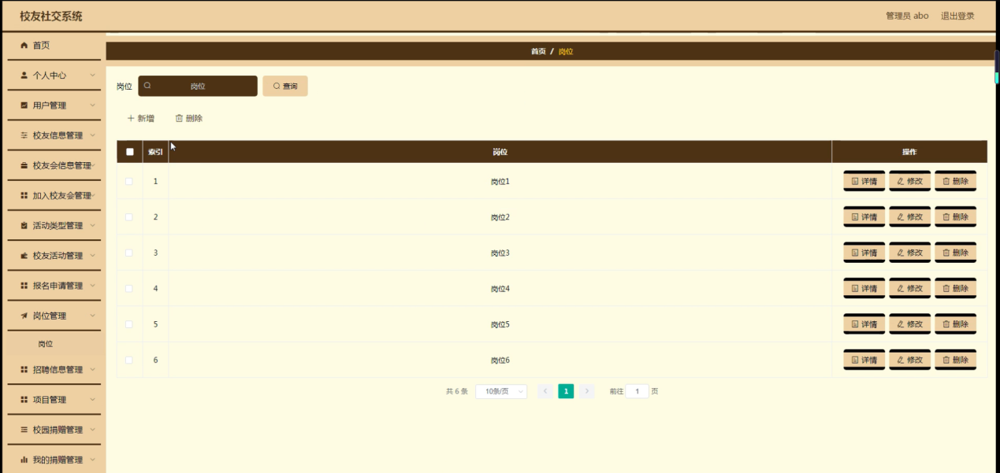 校友社交系统
管理员 abo 退出登录
首页
个人中心
用户管理
校友信息管理
校友会信息管理
加入校友会管理
活动类型管理
校友活动管理
报名申请管理
岗位管理
岗位
招聘信息管理
项目管理
校园捐赠管理
我的捐赠管理
首页 / 岗位
岗位 岗位 查询
新增 删除
索引 岗位 操作
1 岗位1 详情 修改 删除
2 岗位2 详情 修改 删除
3 岗位3 详情 修改 删除
4 岗位4 详情 修改 删除
5 岗位5 详情 修改 删除
6 岗位6 详情 修改 删除
共 6 条 10条/页 1 前往 1 页